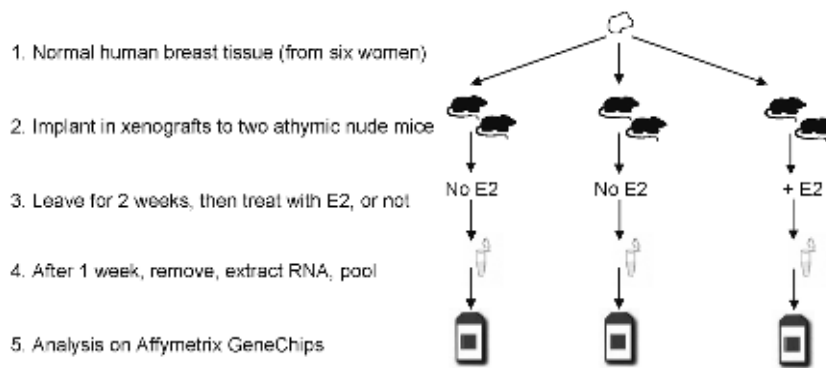 1. Normal human breast tissue (from six women)
2. Implant in xenografts to two athymic nude mice
No E2 No E2 + E2
3. Leave for 2 weeks, then treat with E2, or not
4. After 1 week, remove, extract RNA, pool
5. Analysis on Affymetrix GeneChips